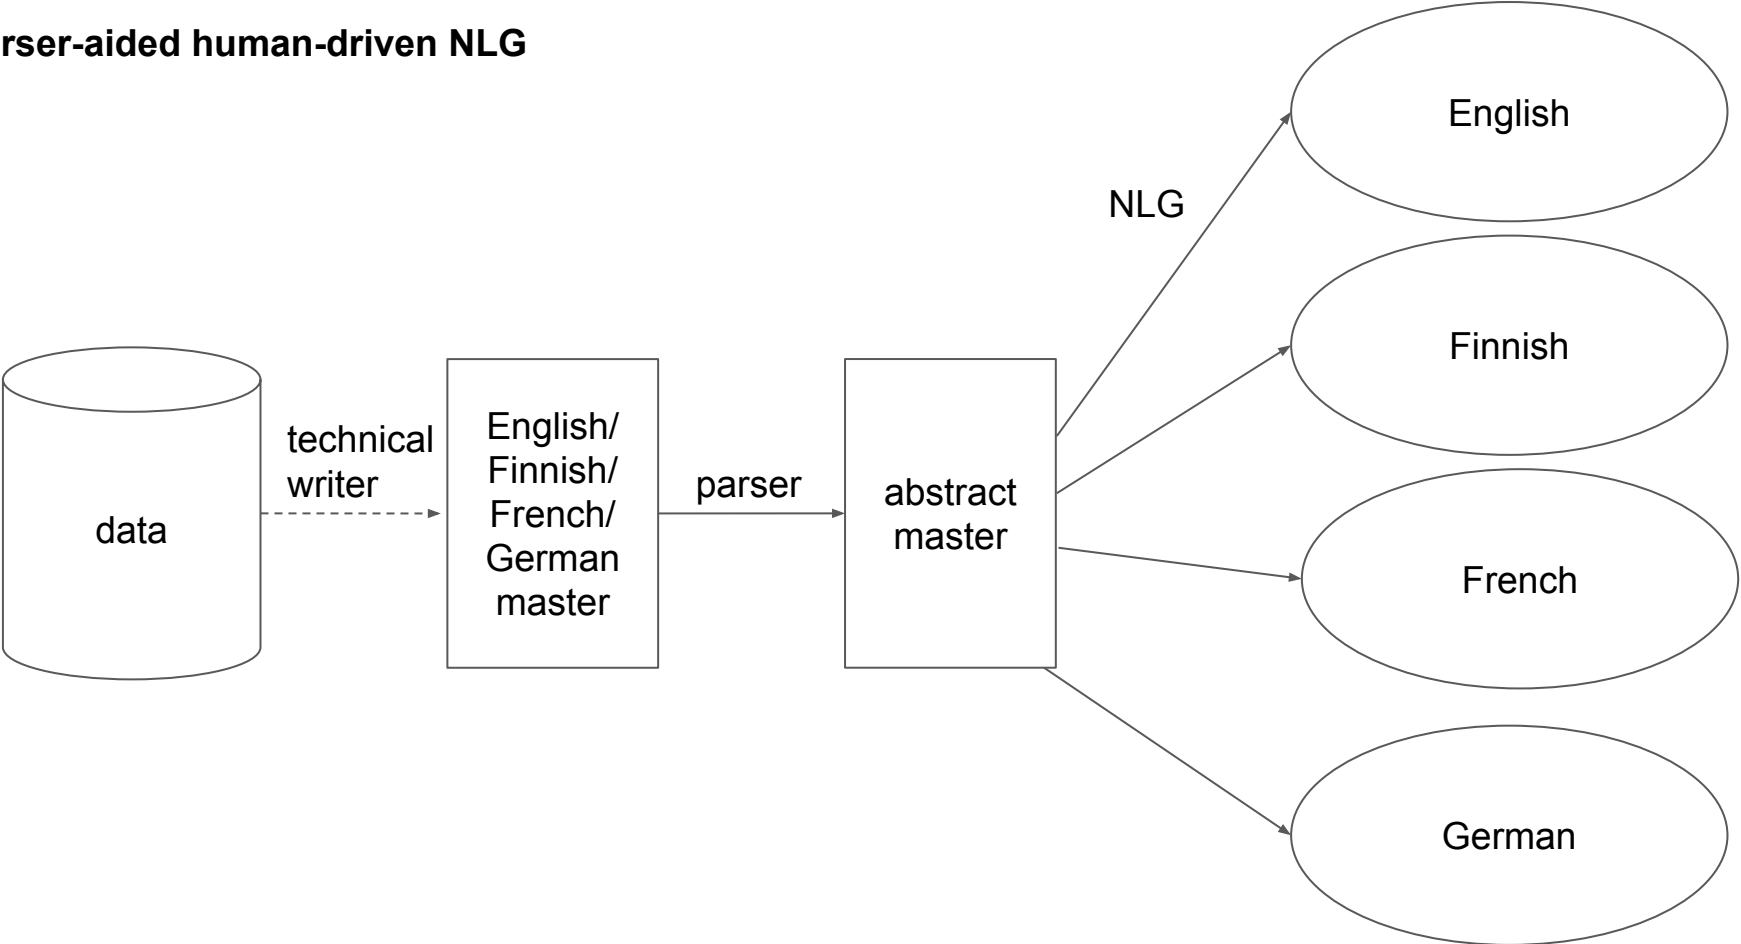 rser-aided human-driven NLG
English
NLG
Finnish
technical
writer
data
English/
Finnish/
French/
German
master
parser
abstract
master
French
German